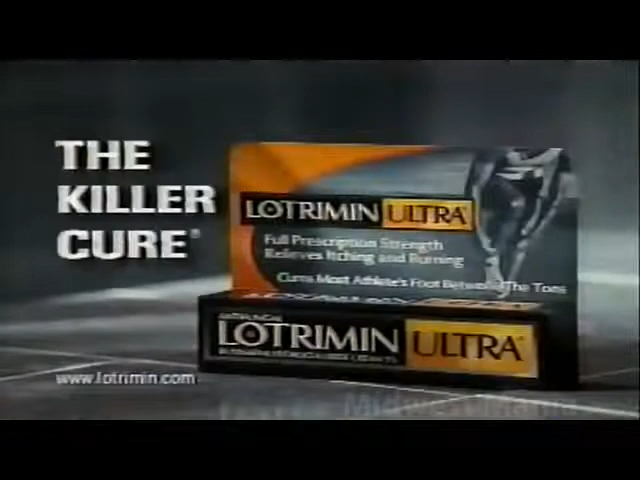 THE
KILLER
CURE®
LOTRIMIN ULTRA
Full Prescription Strength
Relieves Itching and Burning
Cures Most Athlete's Foot Between The Toes
ANTIFUNGAL
LOTRIMIN ULTRA
www.lotrimin.com